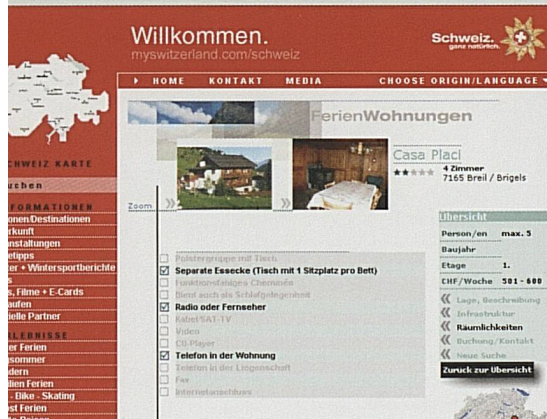 Willkommen.
myswitzerland.com/schweiz
Schweiz.
ganz natürlich.
HOME KONTAKT MEDIA CHOOSE ORIGIN/LANGUAGE
FerienWohnungen
CHWEIZ KARTE
uchen
FORMATIONEN
onen/Destinationen
rkunft
anstaltungen
etipps
ter + Wintersportberichte
s
s, Filme + E-Cards
aufen
ielle Partner
RLEBNISSE
er Ferien
gsommer
ndern
ilien Ferien
- Bike - Skating
st Ferien
Zoom
Casa Placi
4 Zimmer
7165 Breil / Brigels
Polstergruppe mit Tisch
Separate Essecke (Tisch mit 1 Sitzplatz pro Bett)
Funktionsfähiges Cheminée
Dient auch als Schlafgelegenheit
Radio oder Fernseher
Kabel/SAT-TV
Video
CD-Player
Telefon in der Wohnung
Telefon in der Liegenschaft
Fax
Internetanschluss
Übersicht
Person/en max. 5
Baujahr
Etage 1.
CHF/Woche 501 - 600
Lage, Beschreibung
Infrastruktur
Räumlichkeiten
Buchung/Kontakt
Neue Suche
Zurück zur Übersicht